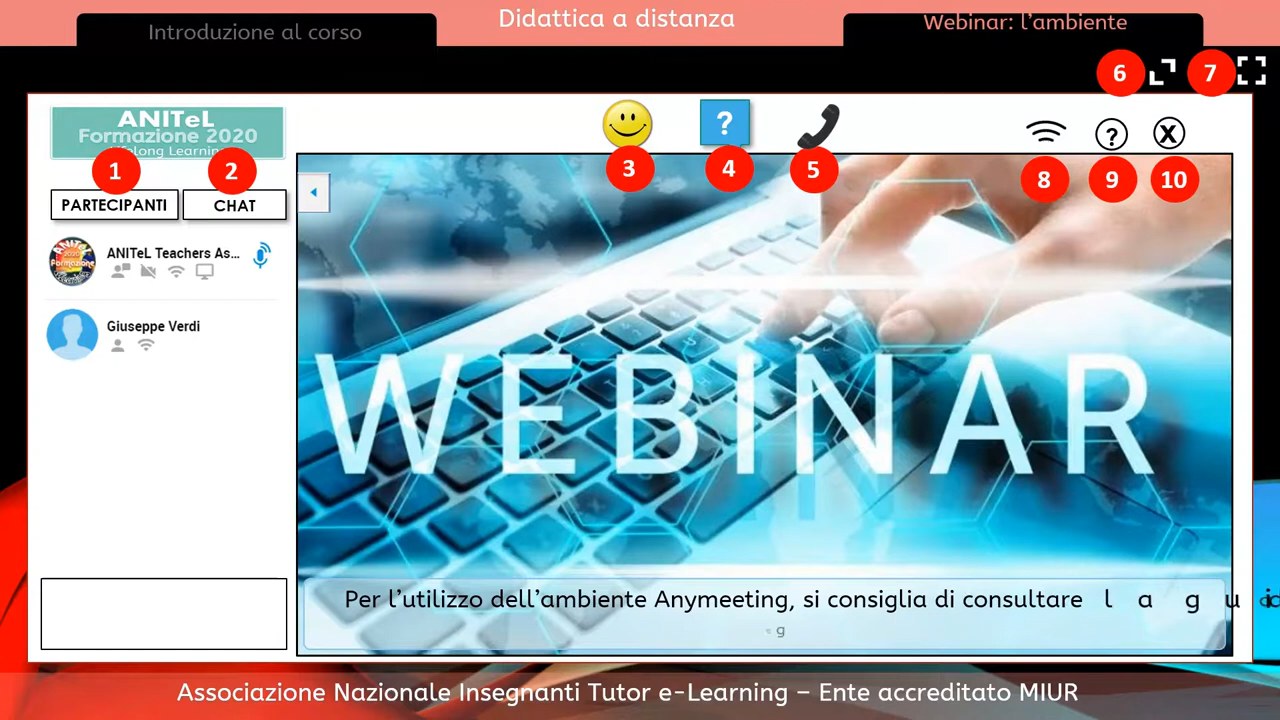 Didattica a distanza
Introduzione al corso
Webinar: l'ambiente
6
7
ANITeL
Formazione 2020
Lifelong Learning
1
2
3
4
5
8
9
10
?
?
X
PARTECIPANTI
CHAT
ANITeL Teachers As...
Giuseppe Verdi
WEBINAR
Per l'utilizzo dell'ambiente Anymeeting, si consiglia di consultare l a g u i
g
Associazione Nazionale Insegnanti Tutor e-Learning – Ente accreditato MIUR